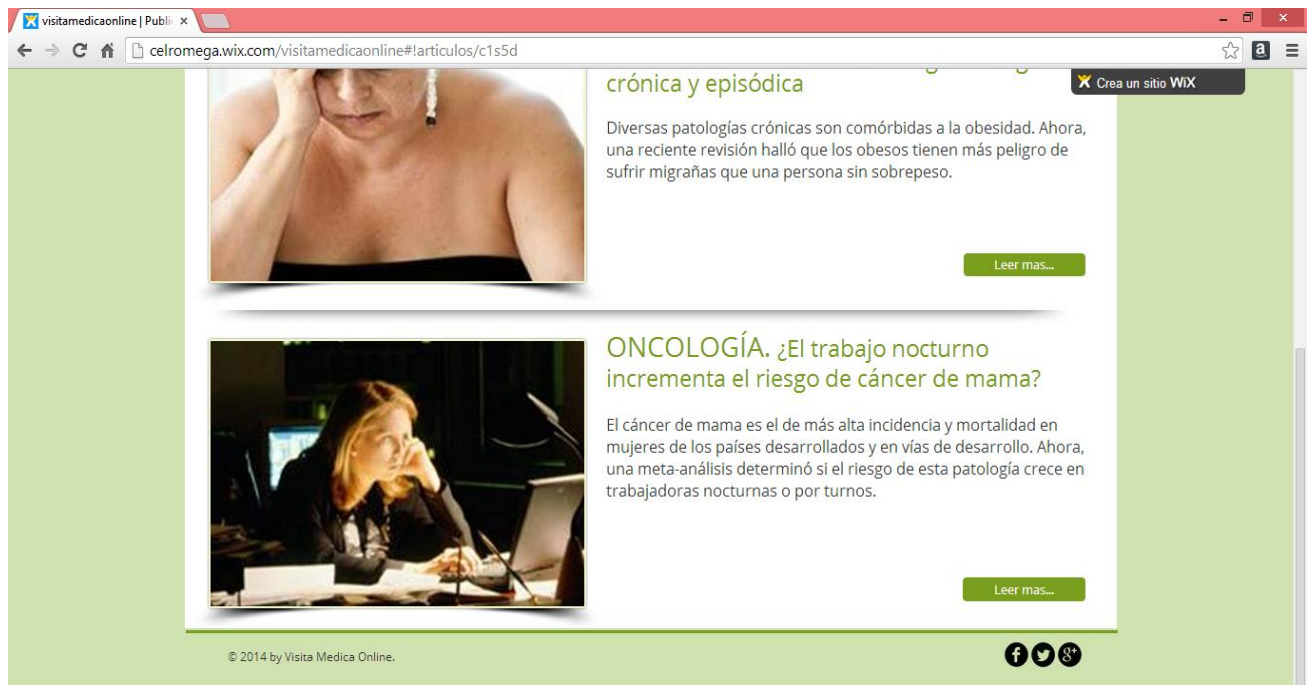 visitamedicaonline | Publi
celromega.wix.com/visitamedicaonline#!articulos/c1s5d
Crea un sitio WiX
crónica y episódica
Diversas patologías crónicas son comórbidas a la obesidad. Ahora,
una reciente revisión halló que los obesos tienen más peligro de
sufrir migrañas que una persona sin sobrepeso.
Leer mas...
ONCOLOGÍA. ¿El trabajo nocturno
incrementa el riesgo de cáncer de mama?
El cáncer de mama es el de más alta incidencia y mortalidad en
mujeres de los países desarrollados y en vías de desarrollo. Ahora,
una meta-análisis determinó si el riesgo de esta patología crece en
trabajadoras nocturnas o por turnos.
Leer mas...
© 2014 by Visita Medica Online.